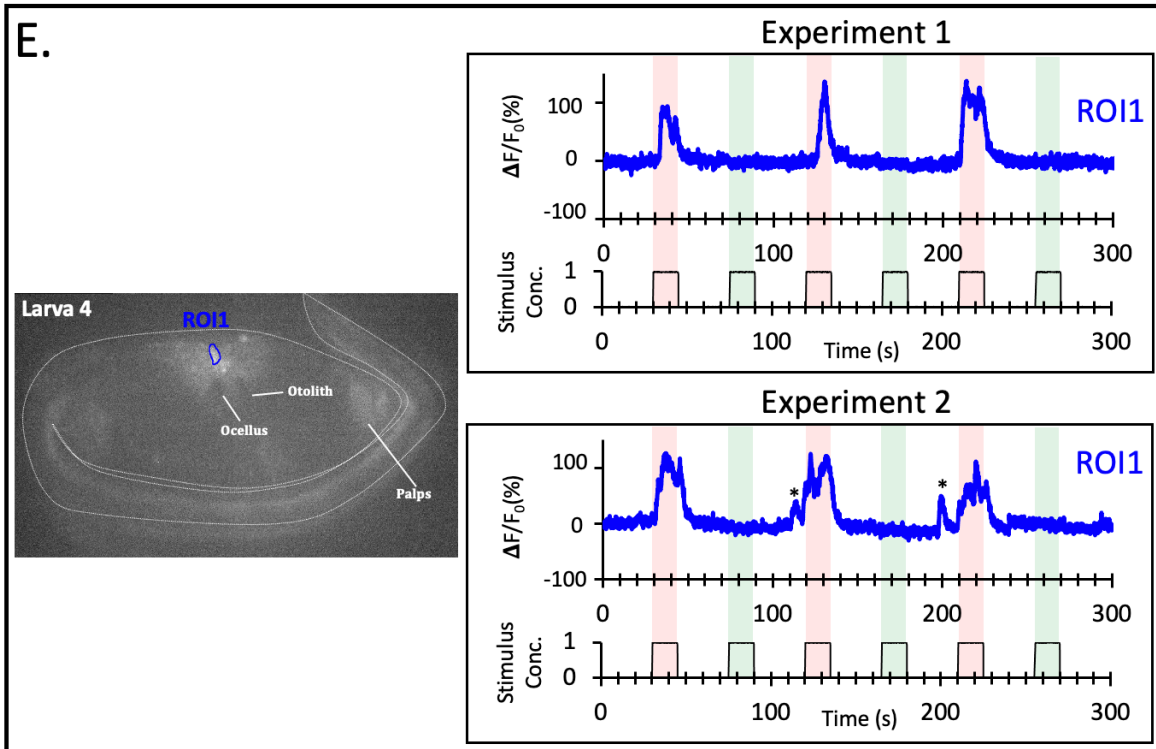 E.
Larva 4
ROI1
Otolith
Ocellus
Palps
Experiment 1
ΔF/F0(%)
100
0
-100
ROI1
0 100 200 300
Stimulus
Conc.
1
0
0 100 200 300
Time (s)
Experiment 2
ΔF/F0(%)
100
0
-100
* *
ROI1
0 100 200 300
Stimulus
Conc.
1
0
0 100 200 300
Time (s)